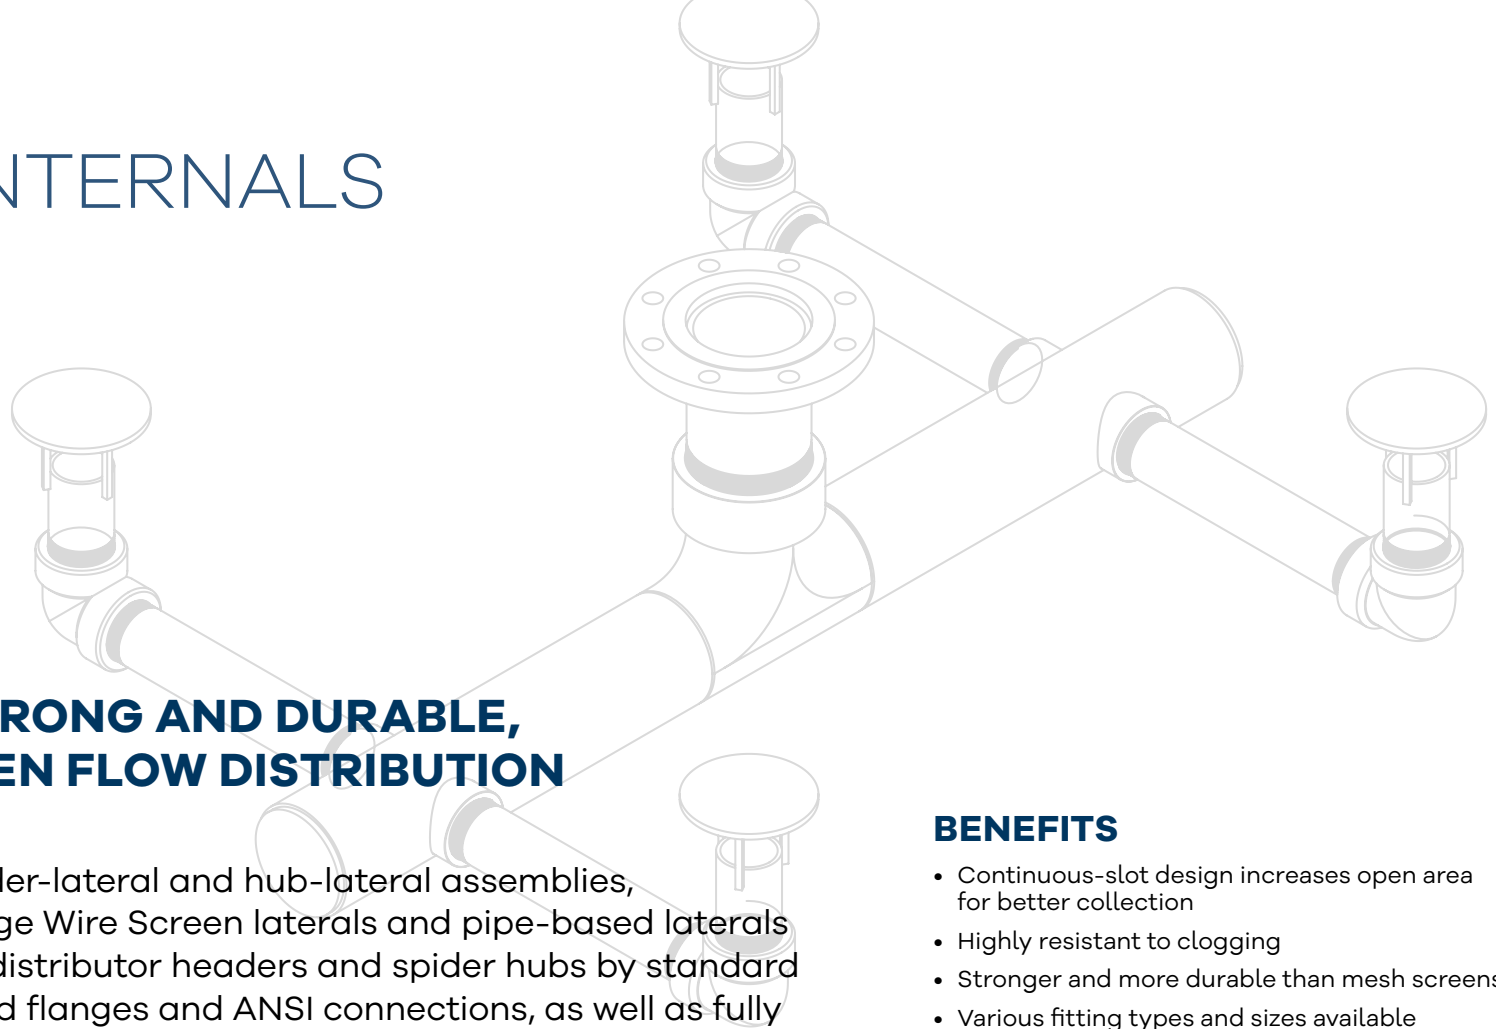 NTERNALS
RONG AND DURABLE,
EN FLOW DISTRIBUTION
der-lateral and hub-lateral assemblies,
ge Wire Screen laterals and pipe-based laterals
distributor headers and spider hubs by standard
d flanges and ANSI connections, as well as fully
BENEFITS
• Continuous-slot design increases open area
for better collection
• Highly resistant to clogging
• Stronger and more durable than mesh screens
• Various fitting types and sizes available